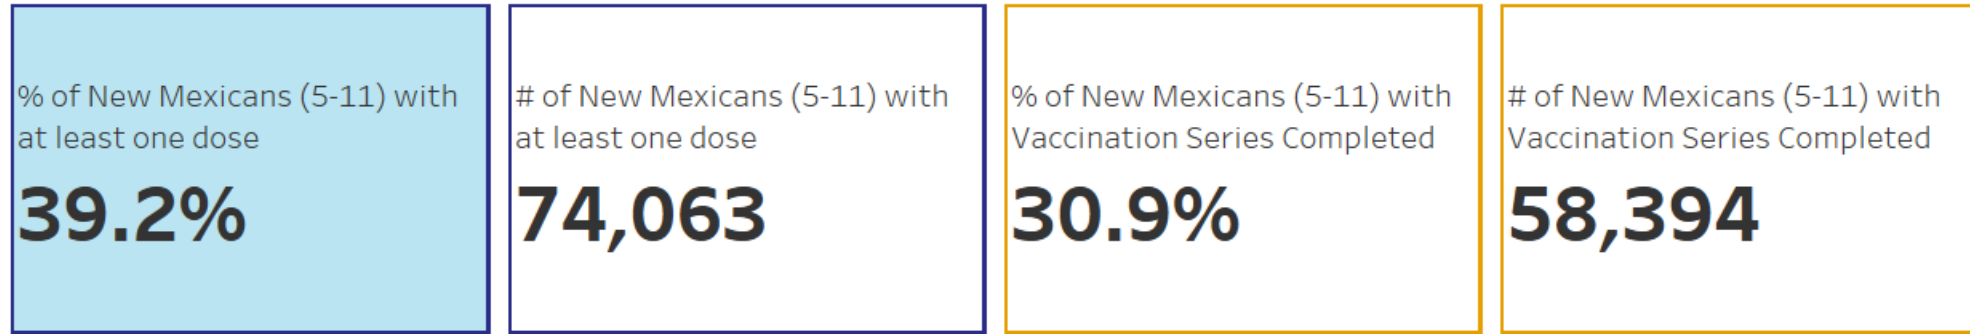 % of New Mexicans (5-11) with
at least one dose
39.2%
# of New Mexicans (5-11) with
at least one dose
74,063
% of New Mexicans (5-11) with
Vaccination Series Completed
30.9%
# of New Mexicans (5-11) with
Vaccination Series Completed
58,394